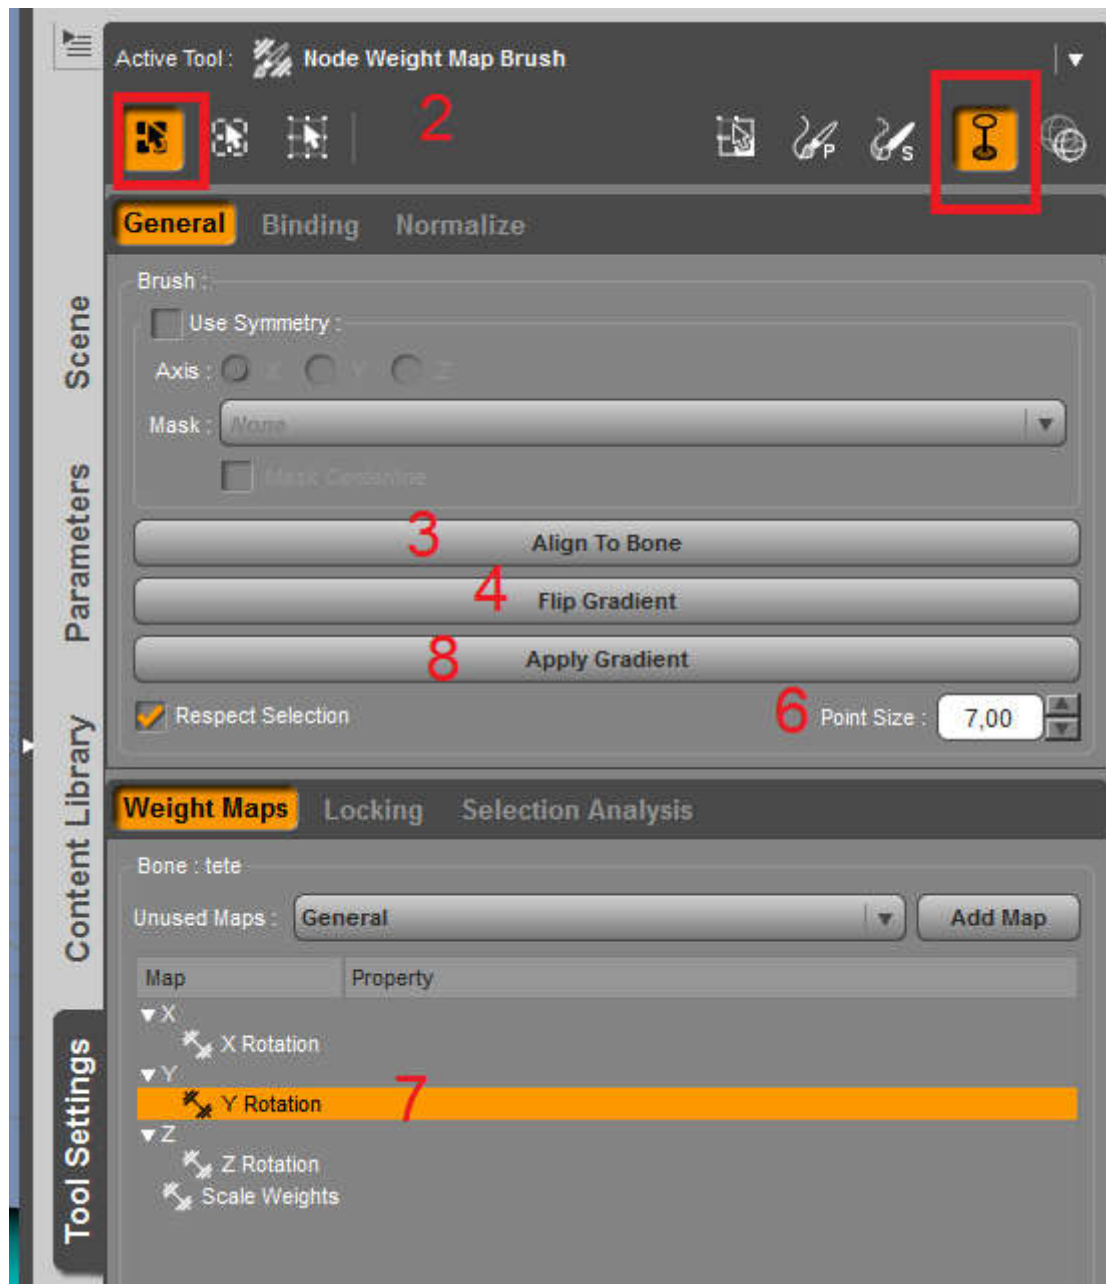 Active Tool : Node Weight Map Brush
2
P S
General Binding Normalize
Brush :
Use Symmetry :
Axis : X Y Z
Mask : None
Mask Centerline
3 Align To Bone
4 Flip Gradient
8 Apply Gradient
Respect Selection 6 Point Size : 7,00
Weight Maps Locking Selection Analysis
Bone : tete
Unused Maps : General Add Map
Map Property
X
X Rotation
Y
Y Rotation 7
Z
Z Rotation
Scale Weights
Scene
Parameters
Content Library
Tool Settings